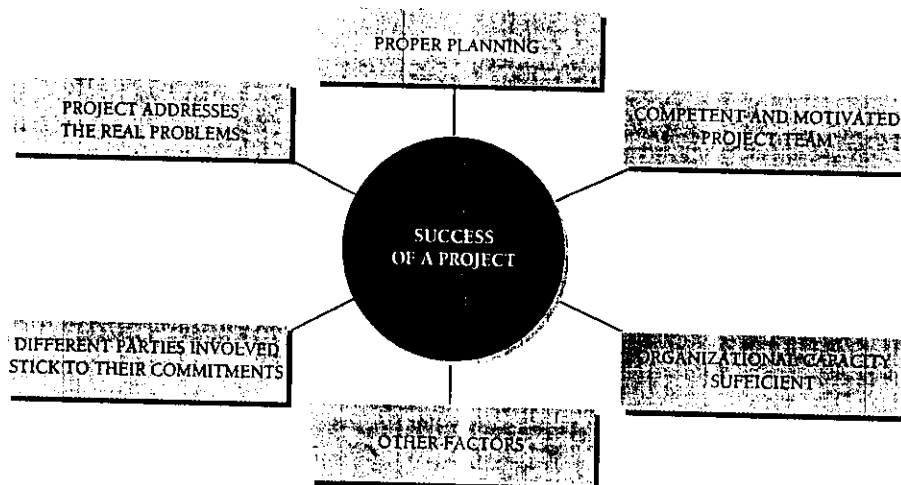 PROPER PLANNING
PROJECT ADDRESSES
THE REAL PROBLEMS
COMPETENT AND MOTIVATED
PROJECT TEAM
SUCCESS
OF A PROJECT
DIFFERENT PARTIES INVOLVED
STICK TO THEIR COMMITMENTS
ORGANIZATIONAL CAPACITY
SUFFICIENT
OTHER FACTORS